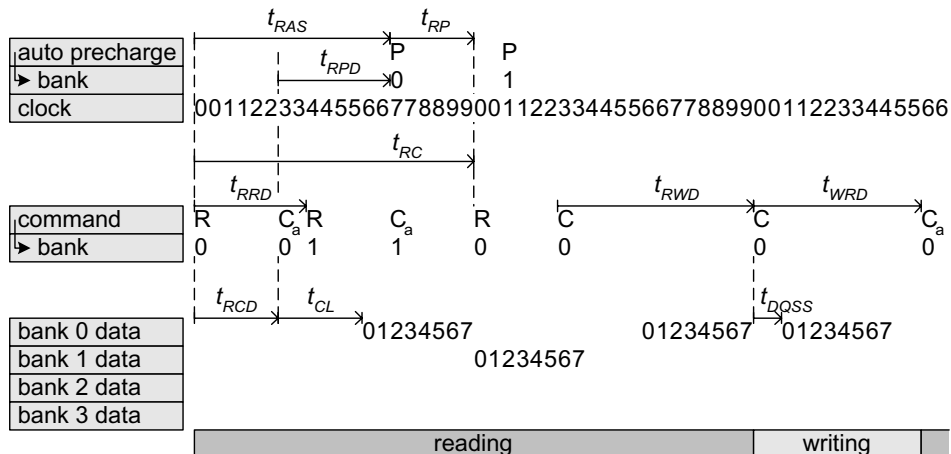 t_RAS t_RP
auto precharge P P
bank t_RPD 0 1
clock 001122334455667788990011223344556677889900112233445566
t_RC
t_RRD t_RWD t_WRD
command R C_a R C_a R C C C_a
bank 0 0 1 1 0 0 0 0
t_RCD t_CL t_DQSS
bank 0 data 01234567 01234567 01234567
bank 1 data 01234567
bank 2 data
bank 3 data
reading writing